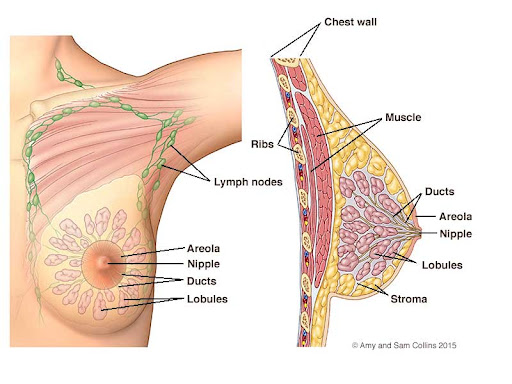 Chest wall
Muscle
Ribs
Lymph nodes
Ducts
Areola
Nipple
Lobules
Stroma
Areola
Nipple
Ducts
Lobules
© Amy and Sam Collins 2015